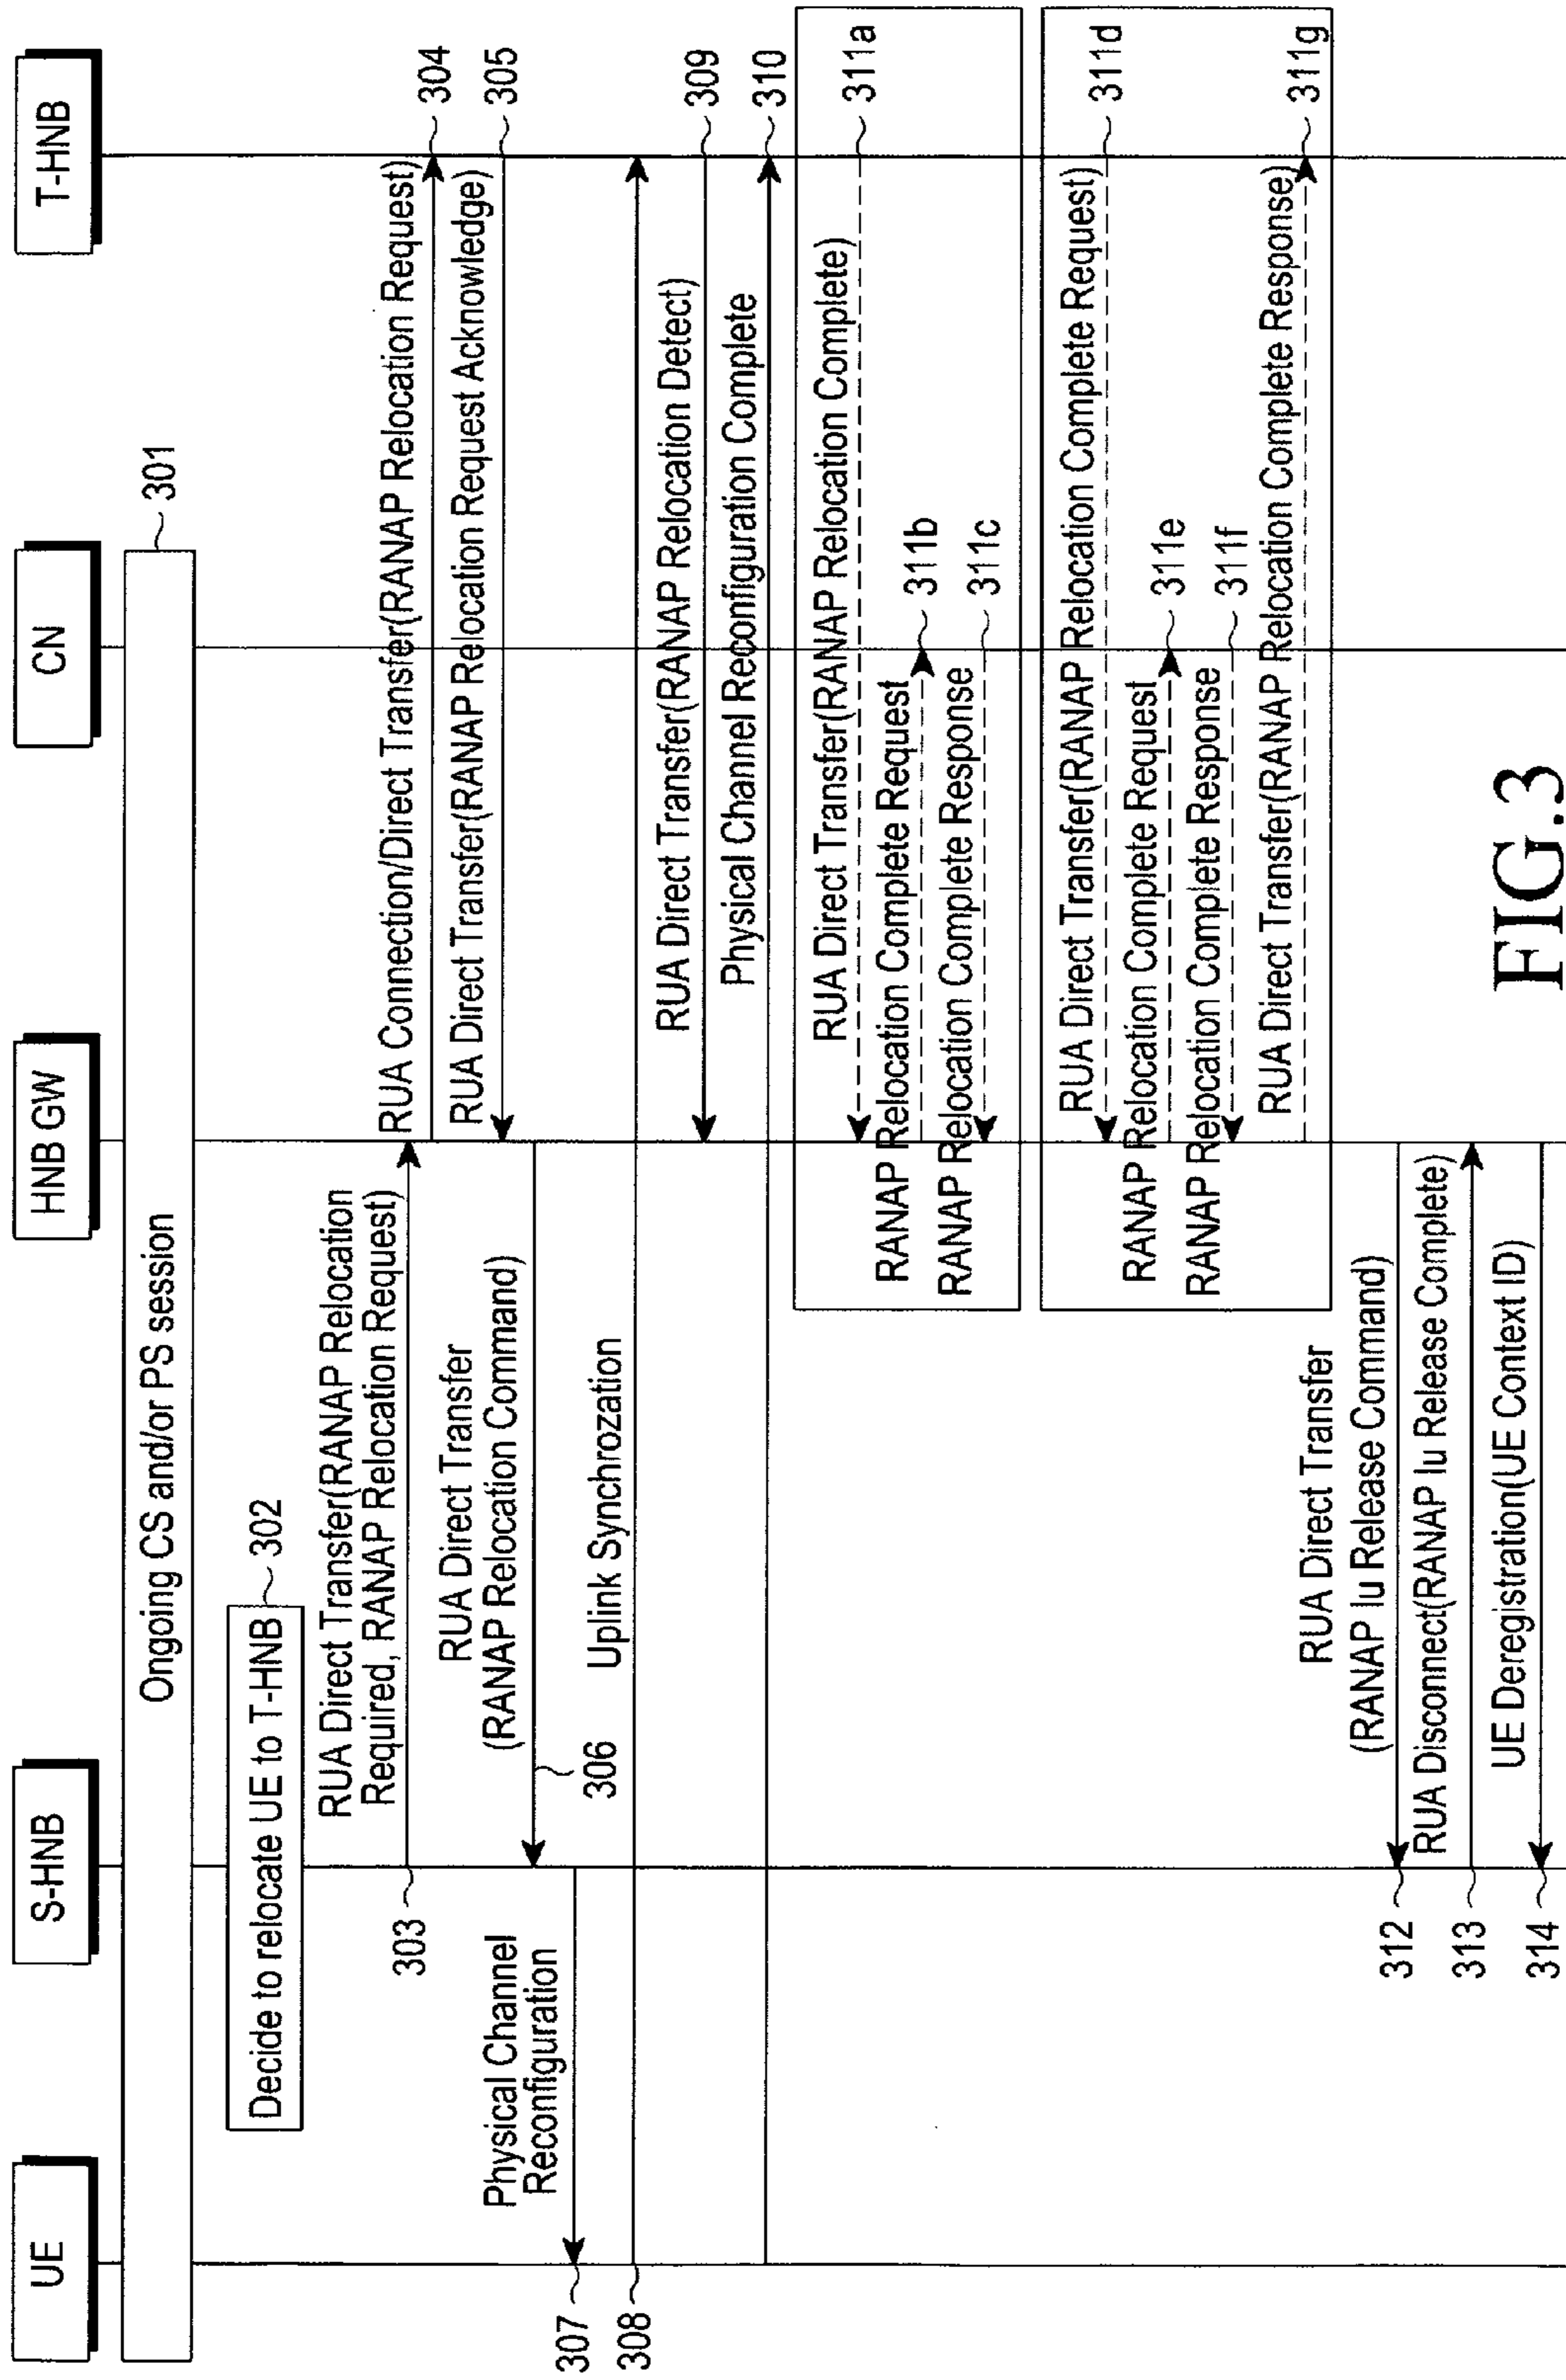 UE
S-HNB
HNB GW
CN
T-HNB
Ongoing CS and/or PS session
301
Decide to relocate UE to T-HNB
302
RUA Direct Transfer(RANAP Relocation
Required, RANAP Relocation Request)
303
RUA Connection/Direct Transfer(RANAP Relocation Request)
304
RUA Direct Transfer(RANAP Relocation Request Acknowledge)
305
RUA Direct Transfer
(RANAP Relocation Command)
306
Physical Channel
Reconfiguration
307
Uplink Synchrozation
308
RUA Direct Transfer(RANAP Relocation Detect)
309
Physical Channel Reconfiguration Complete
310
RUA Direct Transfer(RANAP Relocation Complete)
311a
RANAP Relocation Complete Request
311b
RANAP Relocation Complete Response
311c
RUA Direct Transfer(RANAP Relocation Complete Request)
311d
RANAP Relocation Complete Request
311e
RANAP Relocation Complete Response
311f
RUA Direct Transfer(RANAP Relocation Complete Response)
311g
RUA Direct Transfer
(RANAP Iu Release Command)
312
RUA Disconnect(RANAP Iu Release Complete)
313
UE Deregistration(UE Context ID)
314
FIG.3